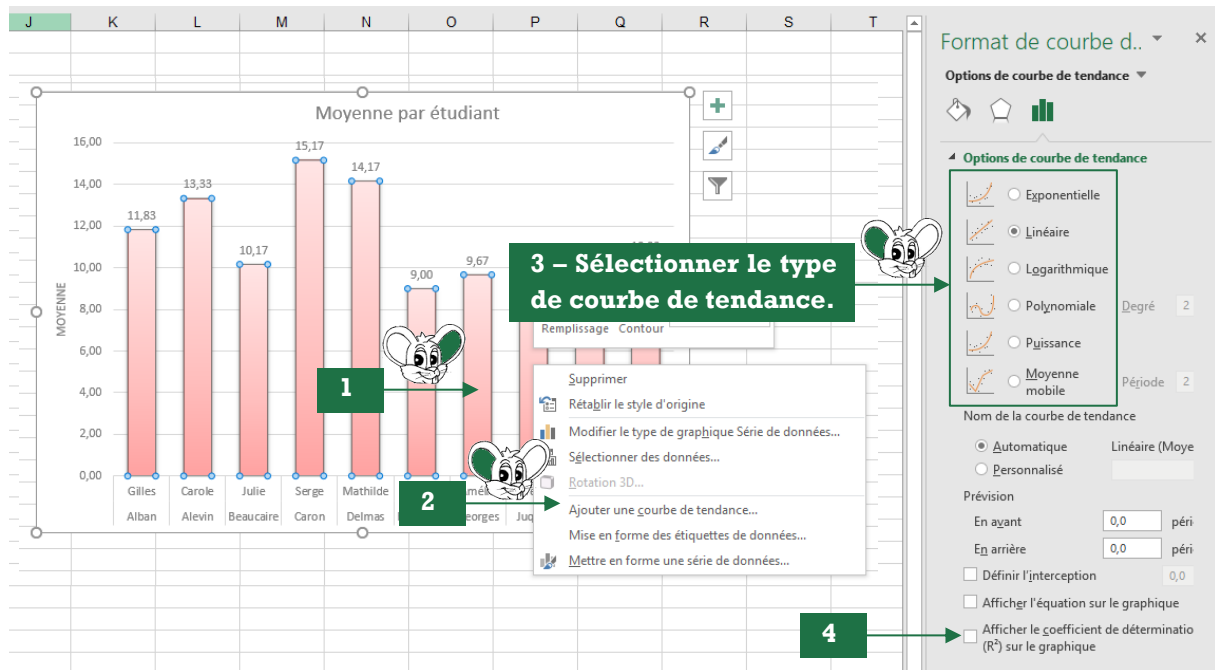 J K L M N O P Q R S T
Format de courbe d..
Options de courbe de tendance
Options de courbe de tendance
Exponentielle
Linéaire
Logarithmique
Polynomiale Degré 2
Puissance
Moyenne
mobile Période 2
Nom de la courbe de tendance
Automatique Linéaire (Moye
Personnalisé
Prévision
En avant 0,0 péri
En arrière 0,0 péri
Définir l'interception 0,0
Afficher l'équation sur le graphique
Afficher le coefficient de déterminatio
(R²) sur le graphique
Moyenne par étudiant
MOYENNE
16,00
14,00
12,00
10,00
8,00
6,00
4,00
2,00
0,00
11,83 13,33 10,17 15,17 14,17 9,00 9,67
Gilles Carole Julie Serge Mathilde
Alban Alevin Beaucaire Caron Delmas
3 – Sélectionner le type
de courbe de tendance.
Remplissage Contour
1
Supprimer
Rétablir le style d'origine
Modifier le type de graphique Série de données...
Sélectionner des données...
Rotation 3D...
2
Ajouter une courbe de tendance...
Mise en forme des étiquettes de données...
Mettre en forme une série de données...
4